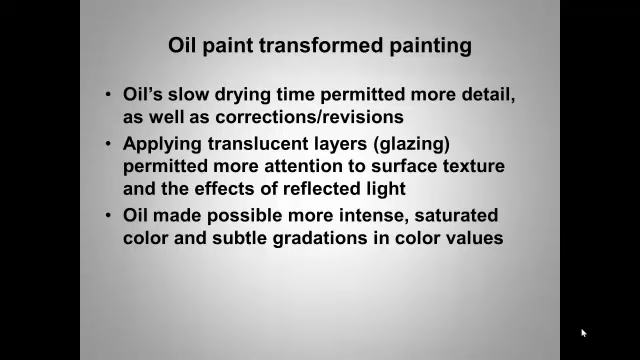 Oil paint transformed painting
• Oil's slow drying time permitted more detail,
as well as corrections/revisions
• Applying translucent layers (glazing)
permitted more attention to surface texture
and the effects of reflected light
• Oil made possible more intense, saturated
color and subtle gradations in color values